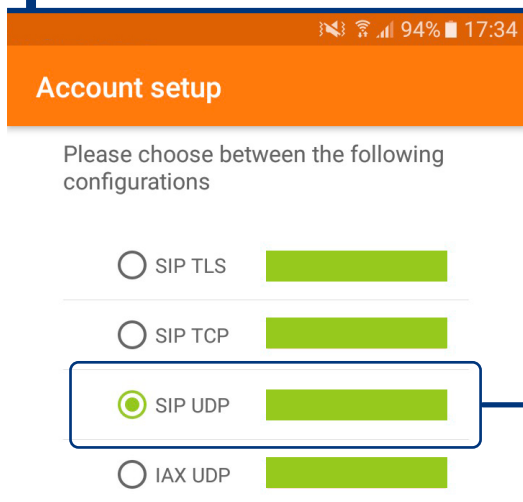 94% 17:34
Account setup
Please choose between the following
configurations
SIP TLS
SIP TCP
SIP UDP
IAX UDP